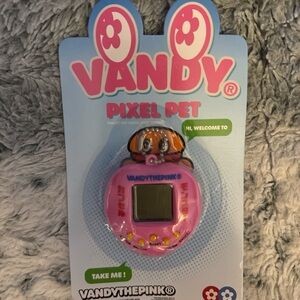 VANDY®
PIXEL PET
HI, WELCOME TO
VANDYTHEPINK®
TAKE ME !
VANDYTHEPINK®